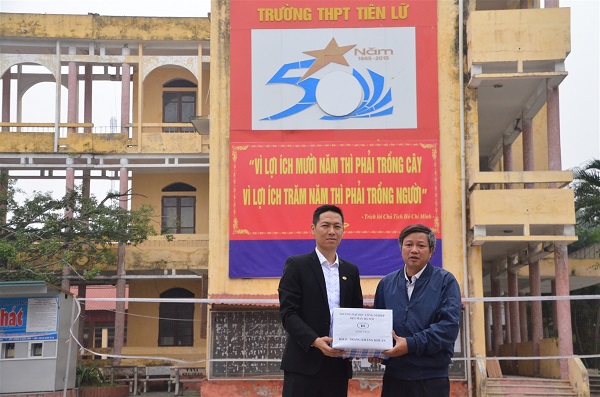 TRƯỜNG THPT TIÊN LỮ
50
Năm
1965-2015
"VÌ LỢI ÍCH MƯỜI NĂM THÌ PHẢI TRỒNG CÂY
VÌ LỢI ÍCH TRĂM NĂM THÌ PHẢI TRỒNG NGƯỜI"
- Trích lời Chủ Tịch Hồ Chí Minh -